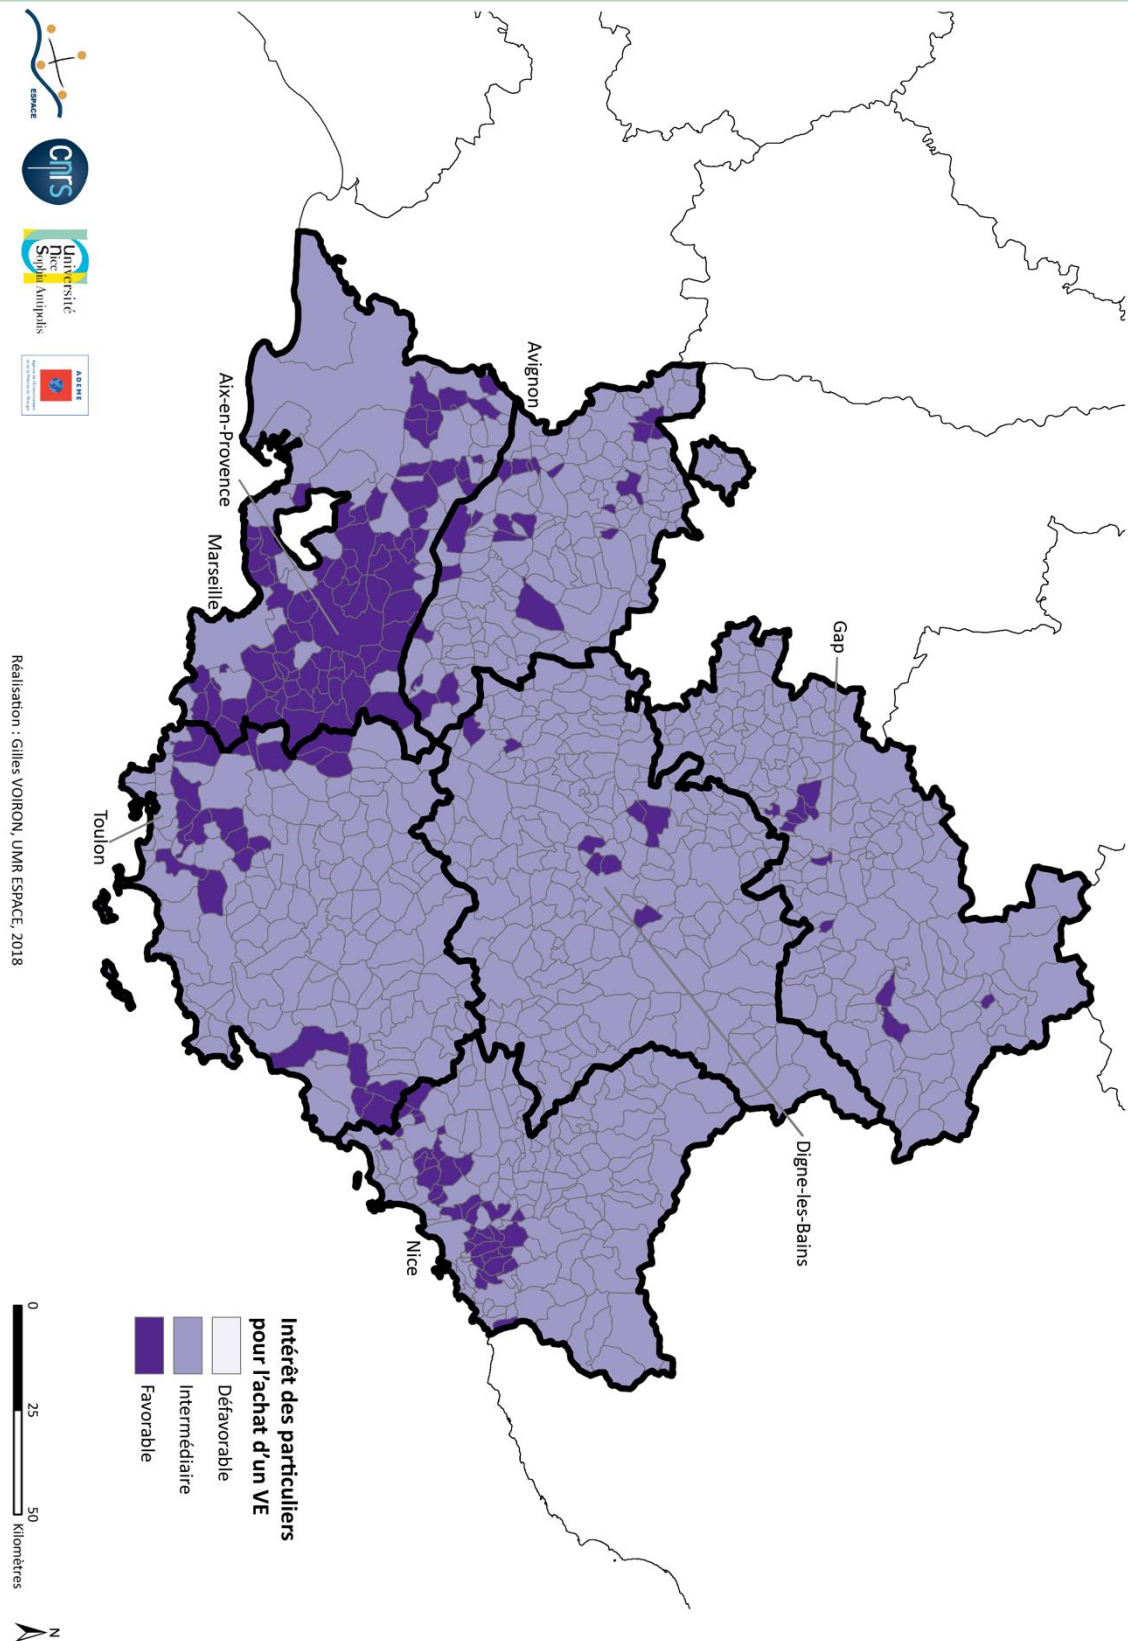 Gap
Avignon
Digne-les-Bains
Aix-en-Provence
Marseille
Nice
Toulon
Intérêt des particuliers
pour l'achat d'un VE
Défavorable
Intermédiaire
Favorable
0 25 50 Kilomètres
N
Réalisation : Gilles VOIRON, UMR ESPACE, 2018
ESPACE
cnrs
Université
nice
Sophia Antipolis
ADEME